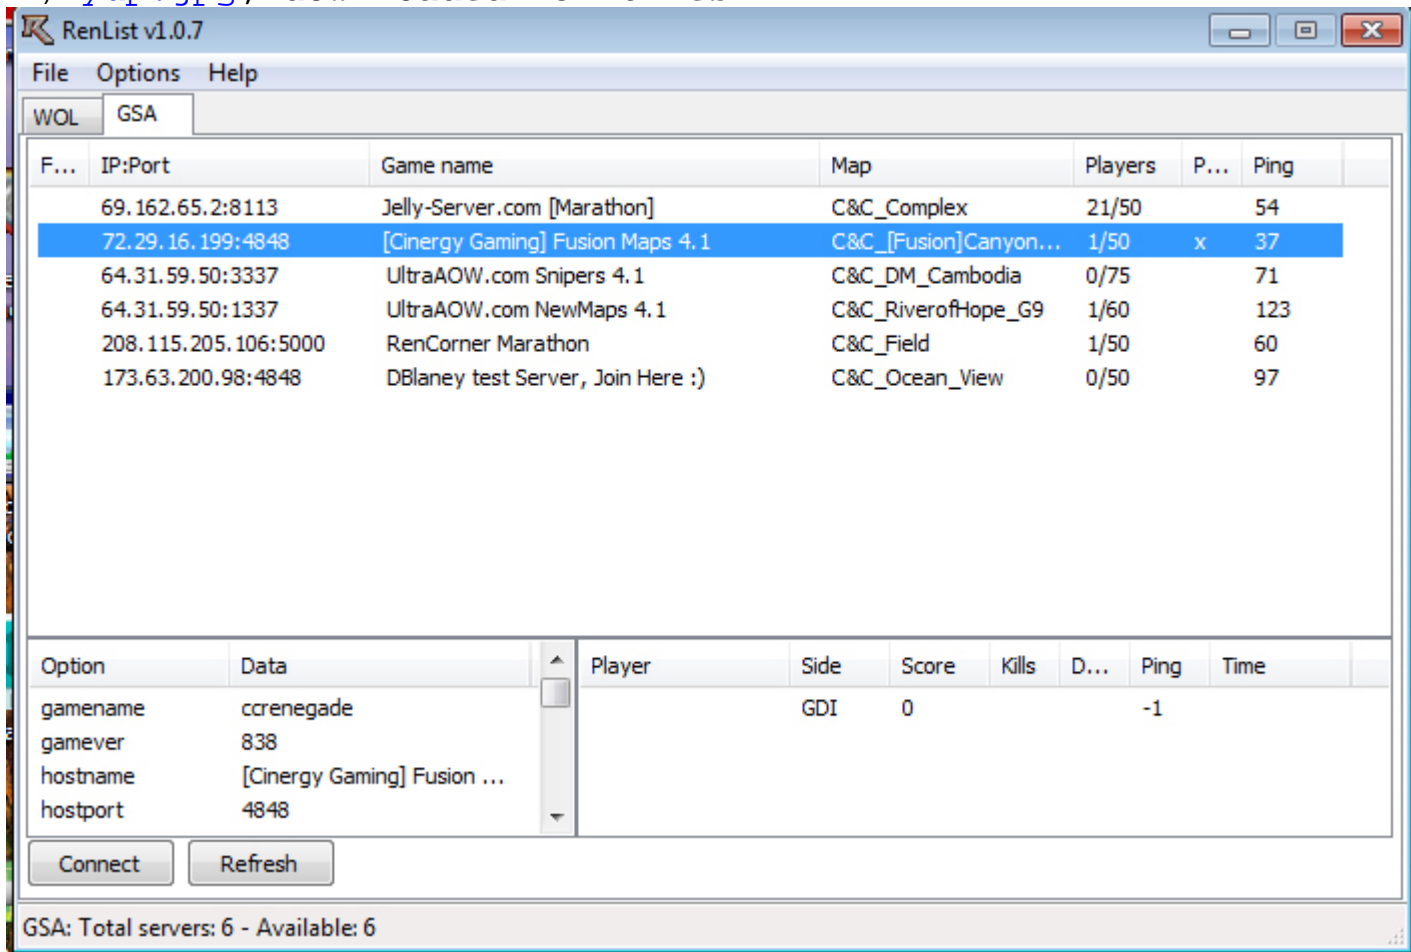 RenList v1.0.7
File Options Help
WOL GSA
F... IP:Port Game name Map Players P... Ping
69.162.65.2:8113 Jelly-Server.com [Marathon] C&C_Complex 21/50 54
72.29.16.199:4848 [Cinergy Gaming] Fusion Maps 4.1 C&C_[Fusion]Canyon... 1/50 x 37
64.31.59.50:3337 UltraAOW.com Snipers 4.1 C&C_DM_Cambodia 0/75 71
64.31.59.50:1337 UltraAOW.com NewMaps 4.1 C&C_RiverofHope_G9 1/60 123
208.115.205.106:5000 RenCorner Marathon C&C_Field 1/50 60
173.63.200.98:4848 DBlaney test Server, Join Here :) C&C_Ocean_View 0/50 97
Option Data Player Side Score Kills D... Ping Time
gamename ccrenegade GDI 0 -1
gamever 838
hostname [Cinergy Gaming] Fusion ...
hostport 4848
Connect Refresh
GSA: Total servers: 6 - Available: 6